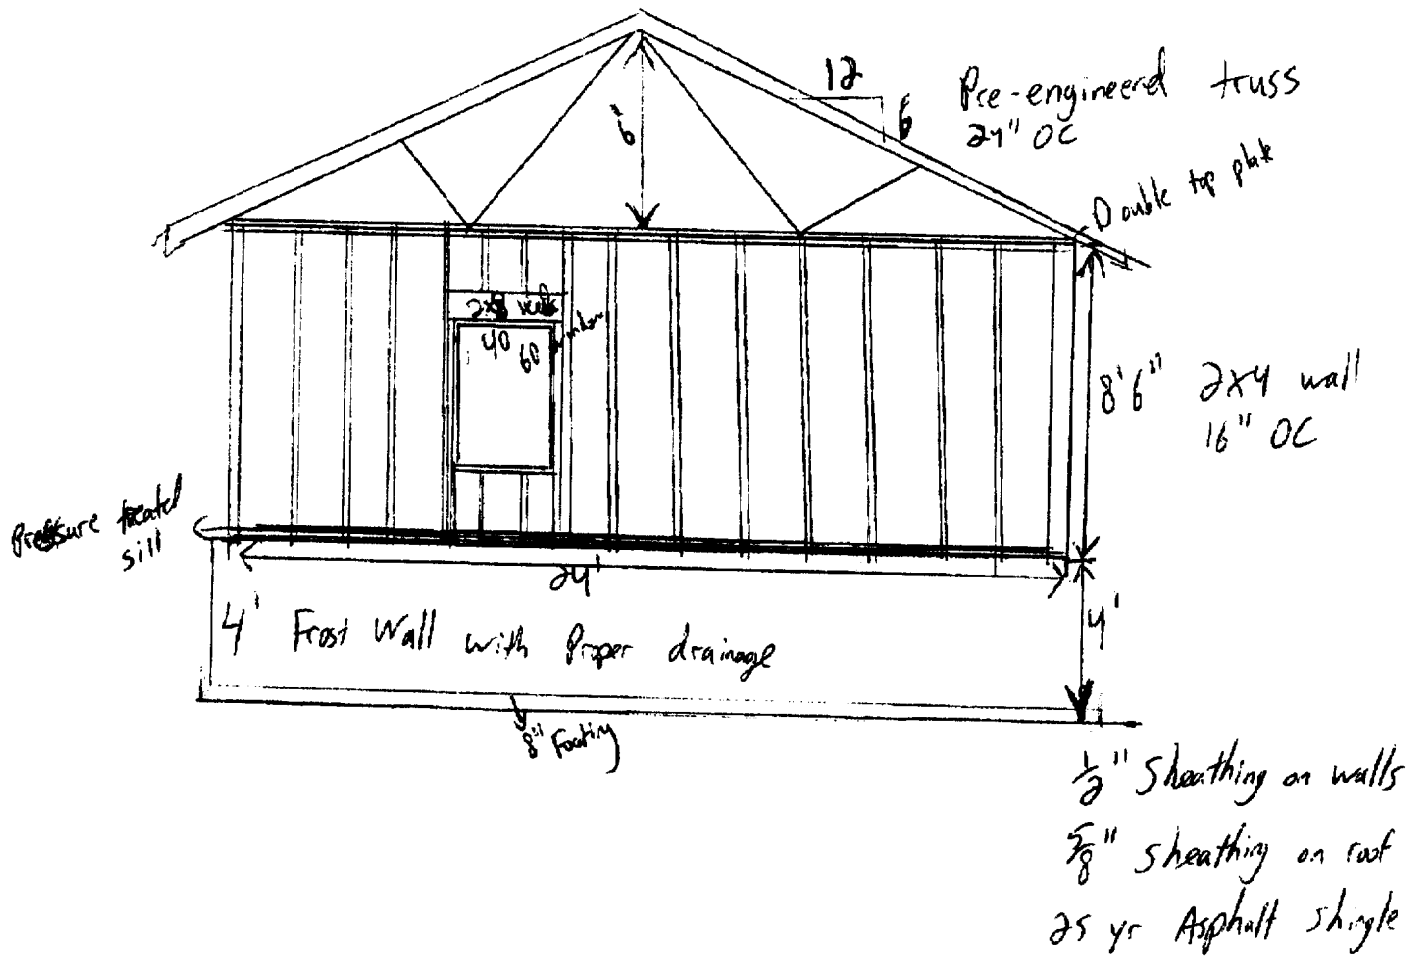 12
6
Pre-engineered truss
24" OC
6"
Double top plate
2x8
40
60
8'6" 2x4 wall
16" OC
Pressure treated
sill
24'
4' Frost Wall with Proper drainage
4'
8" Footing
1/2" Sheathing on walls
5/8" sheathing on roof
25 yr Asphalt shingle